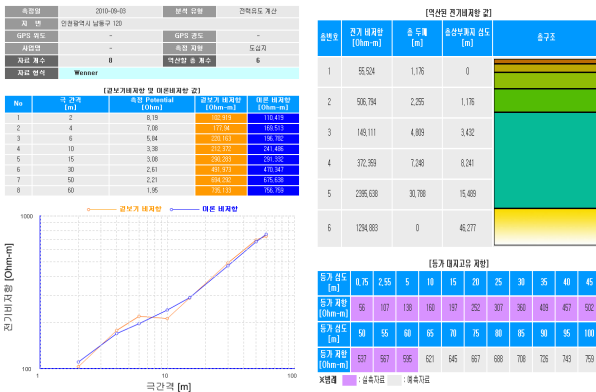 측정일 2010-09-03 분석 유형 전력유도 계산
지 번 인천광역시 남동구 120
GPS 위도 - GPS 경도 -
사업명 - 측정 지향 도심지
자료 수 8 역산할 층 개수 6
자료 형식 Wenner
[겉보기비저항 및 이론비저항 값]
No 극 간격 [m] 측정 Potential [Ohm] 겉보기 비저항 [Ohm-m] 이론 비저항 [Ohm-m]
1 2 8,19 102,919 110,419
2 4 7,08 177,94 169,513
3 6 5,84 220,163 196,782
4 10 3,38 212,372 241,486
5 15 3,08 290,283 291,332
6 30 2,61 491,973 470,347
7 50 2,21 694,292 675,638
8 60 1,95 735,133 756,759
겉보기 비저항 이론 비저항
1000
전기비저항 [Ohm-m]
100
1 10 100
극간격 [m]
[역산된 전기비저항 값]
층번호 전기 비저항 [Ohm-m] 층 두께 [m] 층상부까지 심도 [m] 층구조
1 55,524 1,176 0
2 506,794 2,255 1,176
3 149,111 4,809 3,432
4 372,359 7,248 8,241
5 2385,638 30,788 15,489
6 1294,883 0 46,277
[등가 대지고유 저항]
등가 심도 [m] 0,75 2,55 5 10 15 20 25 30 35 40 45
등가 저항 [Ohm-m] 56 107 138 160 197 252 307 360 409 457 502
등가 심도 [m] 50 55 60 65 70 75 80 85 90 95 100
등가 저항 [Ohm-m] 537 567 595 621 645 667 688 708 726 743 759
※범례 : 실측자료 : 예측자료